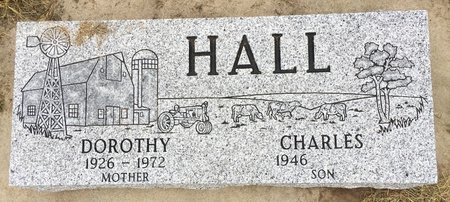 HALL
DOROTHY CHARLES
1926 - 1972 1946
MOTHER SON